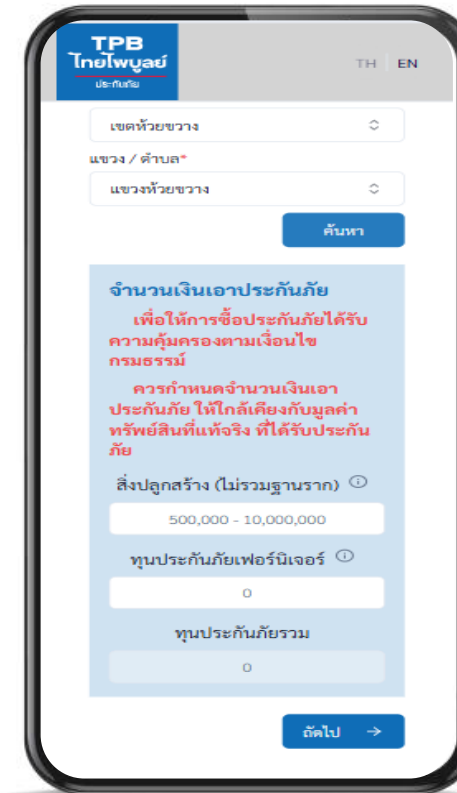 TPB
ไทยไพบูลย์
ประกันภัย
TH EN
เขตห้วยขวาง
แขวง / ตำบล*
แขวงห้วยขวาง
ค้นหา
จำนวนเงินเอาประกันภัย
เพื่อให้การซื้อประกันภัยได้รับ
ความคุ้มครองตามเงื่อนไข
กรมธรรม์
ควรกำหนดจำนวนเงินเอา
ประกันภัย ให้ใกล้เคียงกับมูลค่า
ทรัพย์สินที่แท้จริง ที่ได้รับประกัน
ภัย
สิ่งปลูกสร้าง (ไม่รวมฐานราก)
500,000 - 10,000,000
ทุนประกันภัยเฟอร์นิเจอร์
0
ทุนประกันภัยรวม
0
ถัดไป →